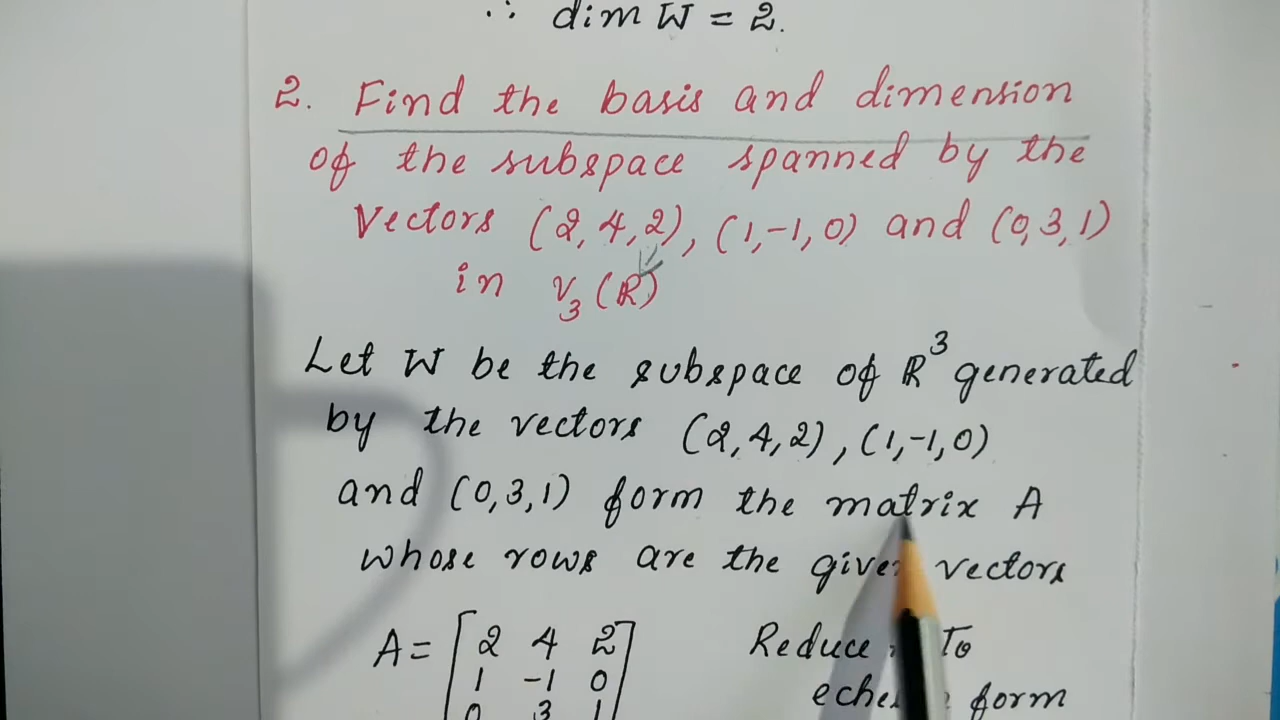 ∴ dim W = 2.
2. Find the basis and dimension
of the subspace spanned by the
vectors (2,4,2), (1,-1,0) and (0,3,1)
in V₃(ℝ)
Let W be the subspace of ℝ³ generated
by the vectors (2,4,2), (1,-1,0)
and (0,3,1) form the matrix A
whose rows are the given vectors
A = [2 4 2 Reduce to
1 -1 0 form
0 3 1]